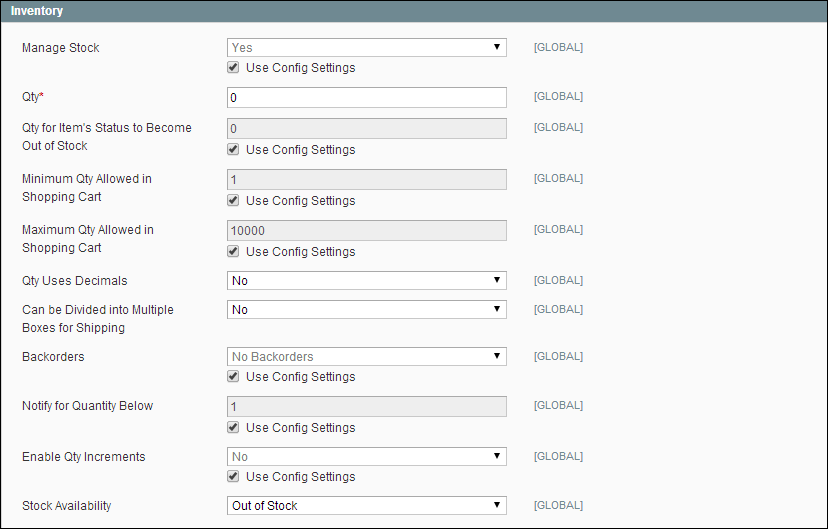 Inventory
Manage Stock Yes [GLOBAL]
Use Config Settings
Qty* 0 [GLOBAL]
Qty for Item's Status to Become 0 [GLOBAL]
Out of Stock Use Config Settings
Minimum Qty Allowed in 1 [GLOBAL]
Shopping Cart Use Config Settings
Maximum Qty Allowed in 10000 [GLOBAL]
Shopping Cart Use Config Settings
Qty Uses Decimals No [GLOBAL]
Can be Divided into Multiple No [GLOBAL]
Boxes for Shipping
Backorders No Backorders [GLOBAL]
Use Config Settings
Notify for Quantity Below 1 [GLOBAL]
Use Config Settings
Enable Qty Increments No [GLOBAL]
Use Config Settings
Stock Availability Out of Stock [GLOBAL]